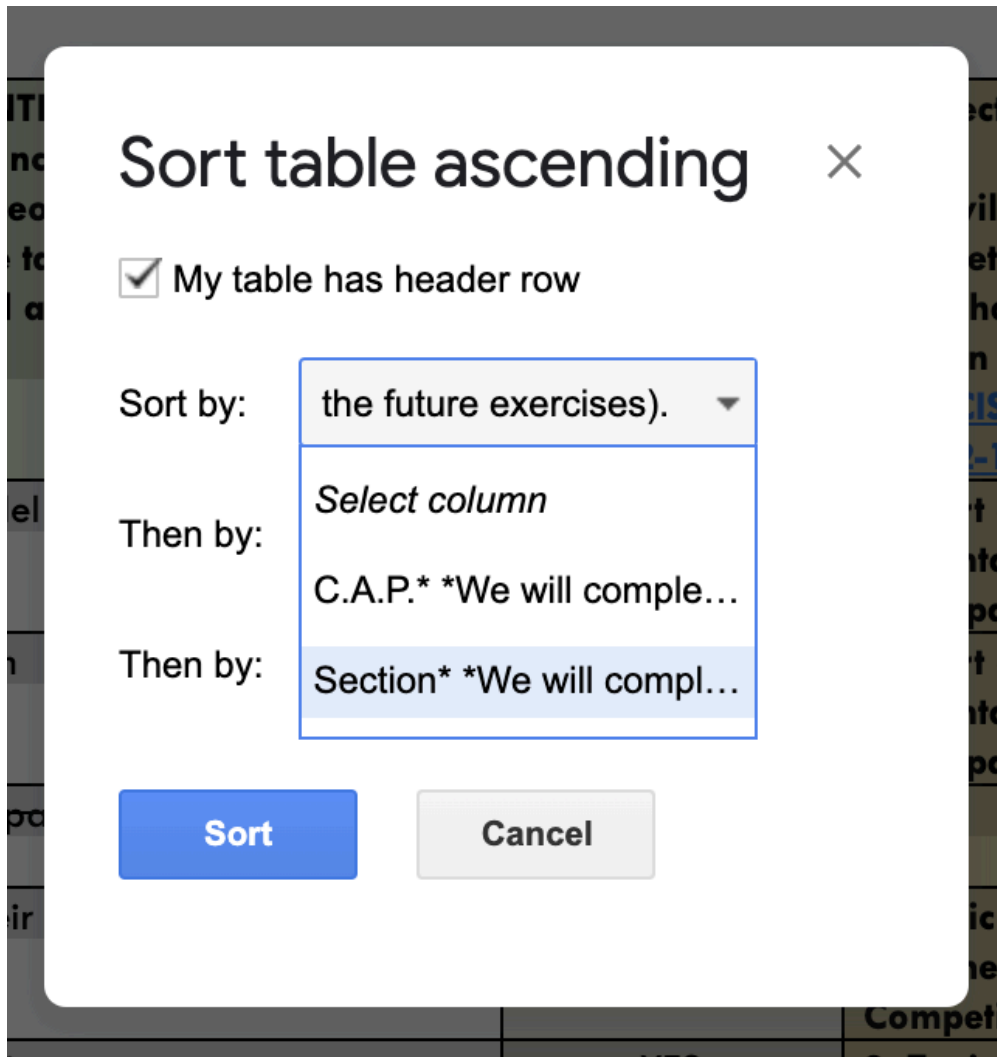 Sort table ascending
My table has header row
Sort by:
the future exercises).
Select column
C.A.P.* *We will comple…
Then by:
Section* *We will compl…
Then by:
Sort
Cancel
Compet